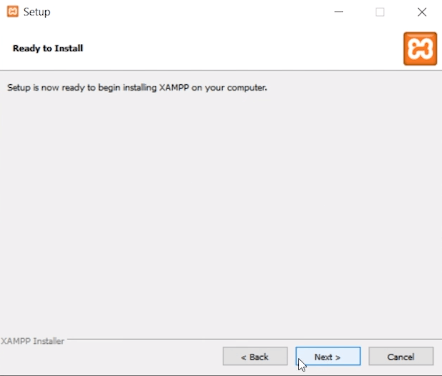 Setup
Ready to Install
Setup is now ready to begin installing XAMPP on your computer.
XAMPP Installer
< Back
Next >
Cancel